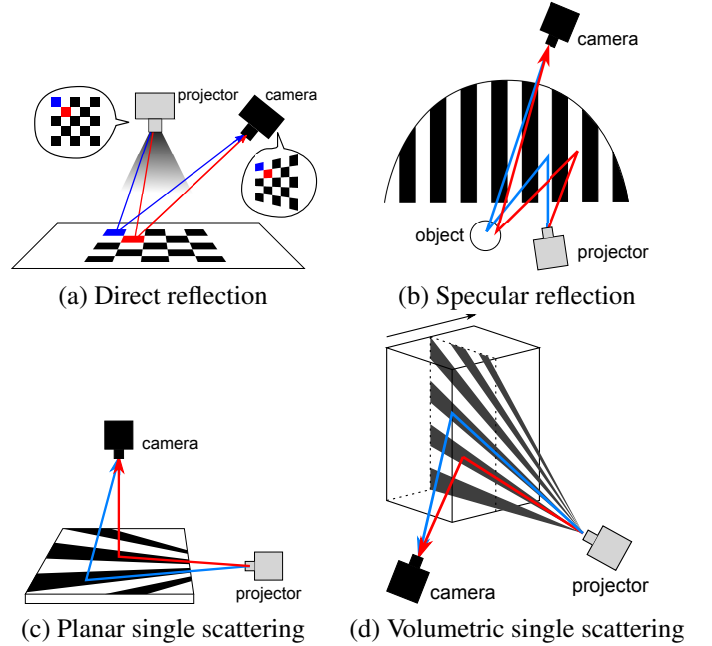 projector
camera
(a) Direct reflection
camera
object
projector
(b) Specular reflection
camera
projector
(c) Planar single scattering
camera
projector
(d) Volumetric single scattering